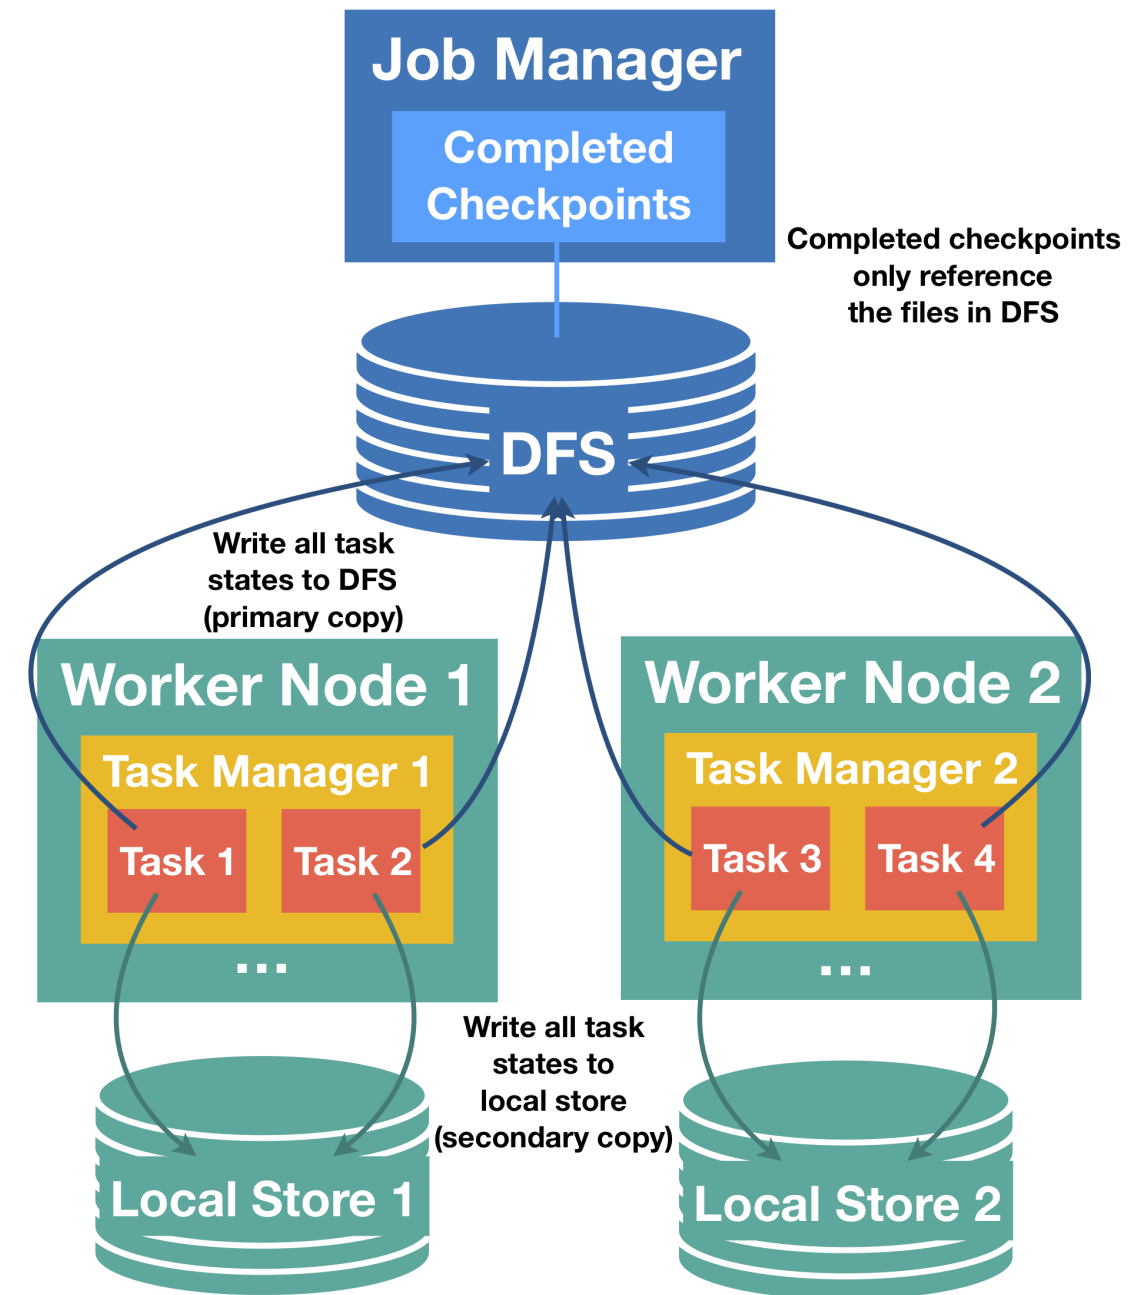 Job Manager
Completed
Checkpoints
Completed checkpoints
only reference
the files in DFS
DFS
Write all task
states to DFS
(primary copy)
Worker Node 1
Task Manager 1
Task 1
Task 2
...
Worker Node 2
Task Manager 2
Task 3
Task 4
...
Write all task
states to
local store
(secondary copy)
Local Store 1
Local Store 2